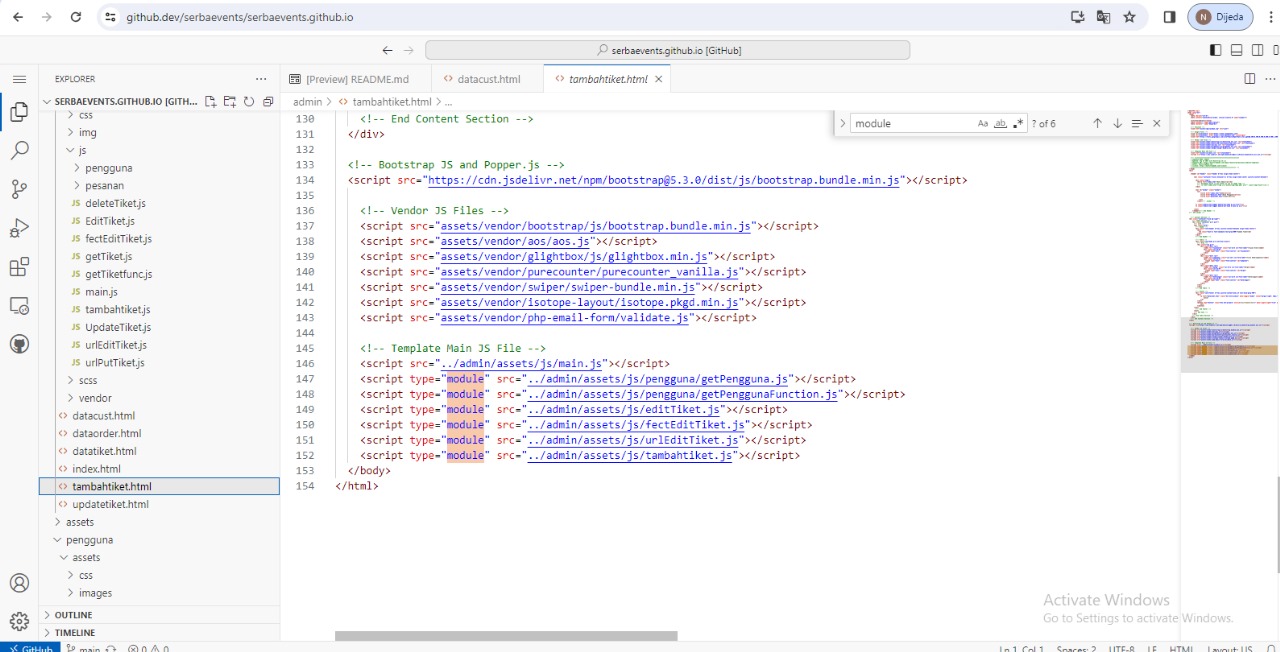 github.dev/serbaevents/serbaevents.github.io
N Dijeda
serbaevents.github.io [GitHub]
EXPLORER
SERBAEVENTS.GITHUB.IO [GITH...
css
img
js
pengguna
pesanan
JS deleteTiket.js
JS EditTiket.js
JS fectEditTiket.js
JS getTiket.js
JS getTiketfunc.js
JS main.js
JS tambahtiket.js
JS UpdateTiket.js
JS urlEditTiket.js
JS urlPutTiket.js
scss
vendor
datacust.html
dataorder.html
datatiket.html
index.html
tambahtiket.html
updatetiket.html
assets
pengguna
assets
css
images
OUTLINE
TIMELINE
[Preview] README.md
datacust.html
tambahtiket.html
admin > tambahtiket.html > ...
module Aa ab ? of 6
130 <!-- End Content Section -->
131 </div>
132
133 Bootstrap JS and Popper.js -->
134 ript src="https://cdn.jsdelivr.net/npm/bootstrap@5.3.0/dist/js/bootstrap.bundle.min.js"></script>
135
136 <!-- Vendor JS Files -->
137 <script src="assets/vendor/bootstrap/js/bootstrap.bundle.min.js"></script>
138 <script src="assets/vendor/aos/aos.js"></script>
139 <script src="assets/vendor/glightbox/js/glightbox.min.js"></script>
140 <script src="assets/vendor/purecounter/purecounter_vanilla.js"></script>
141 <script src="assets/vendor/swiper/swiper-bundle.min.js"></script>
142 <script src="assets/vendor/isotope-layout/isotope.pkgd.min.js"></script>
143 <script src="assets/vendor/php-email-form/validate.js"></script>
144
145 <!-- Template Main JS File -->
146 <script src="../admin/assets/js/main.js"></script>
147 <script type="module" src="../admin/assets/js/pengguna/getPengguna.js"></script>
148 <script type="module" src="../admin/assets/js/pengguna/getPenggunaFunction.js"></script>
149 <script type="module" src="../admin/assets/js/editTiket.js"></script>
150 <script type="module" src="../admin/assets/js/fectEditTiket.js"></script>
151 <script type="module" src="../admin/assets/js/urlEditTiket.js"></script>
152 <script type="module" src="../admin/assets/js/tambahtiket.js"></script>
153 </body>
154 </html>
Activate Windows
Go to Settings to activate Windows.
GitHub main 0 0 Ln 1, Col 1 Spaces: 2 UTF-8 LF HTML Layout: US